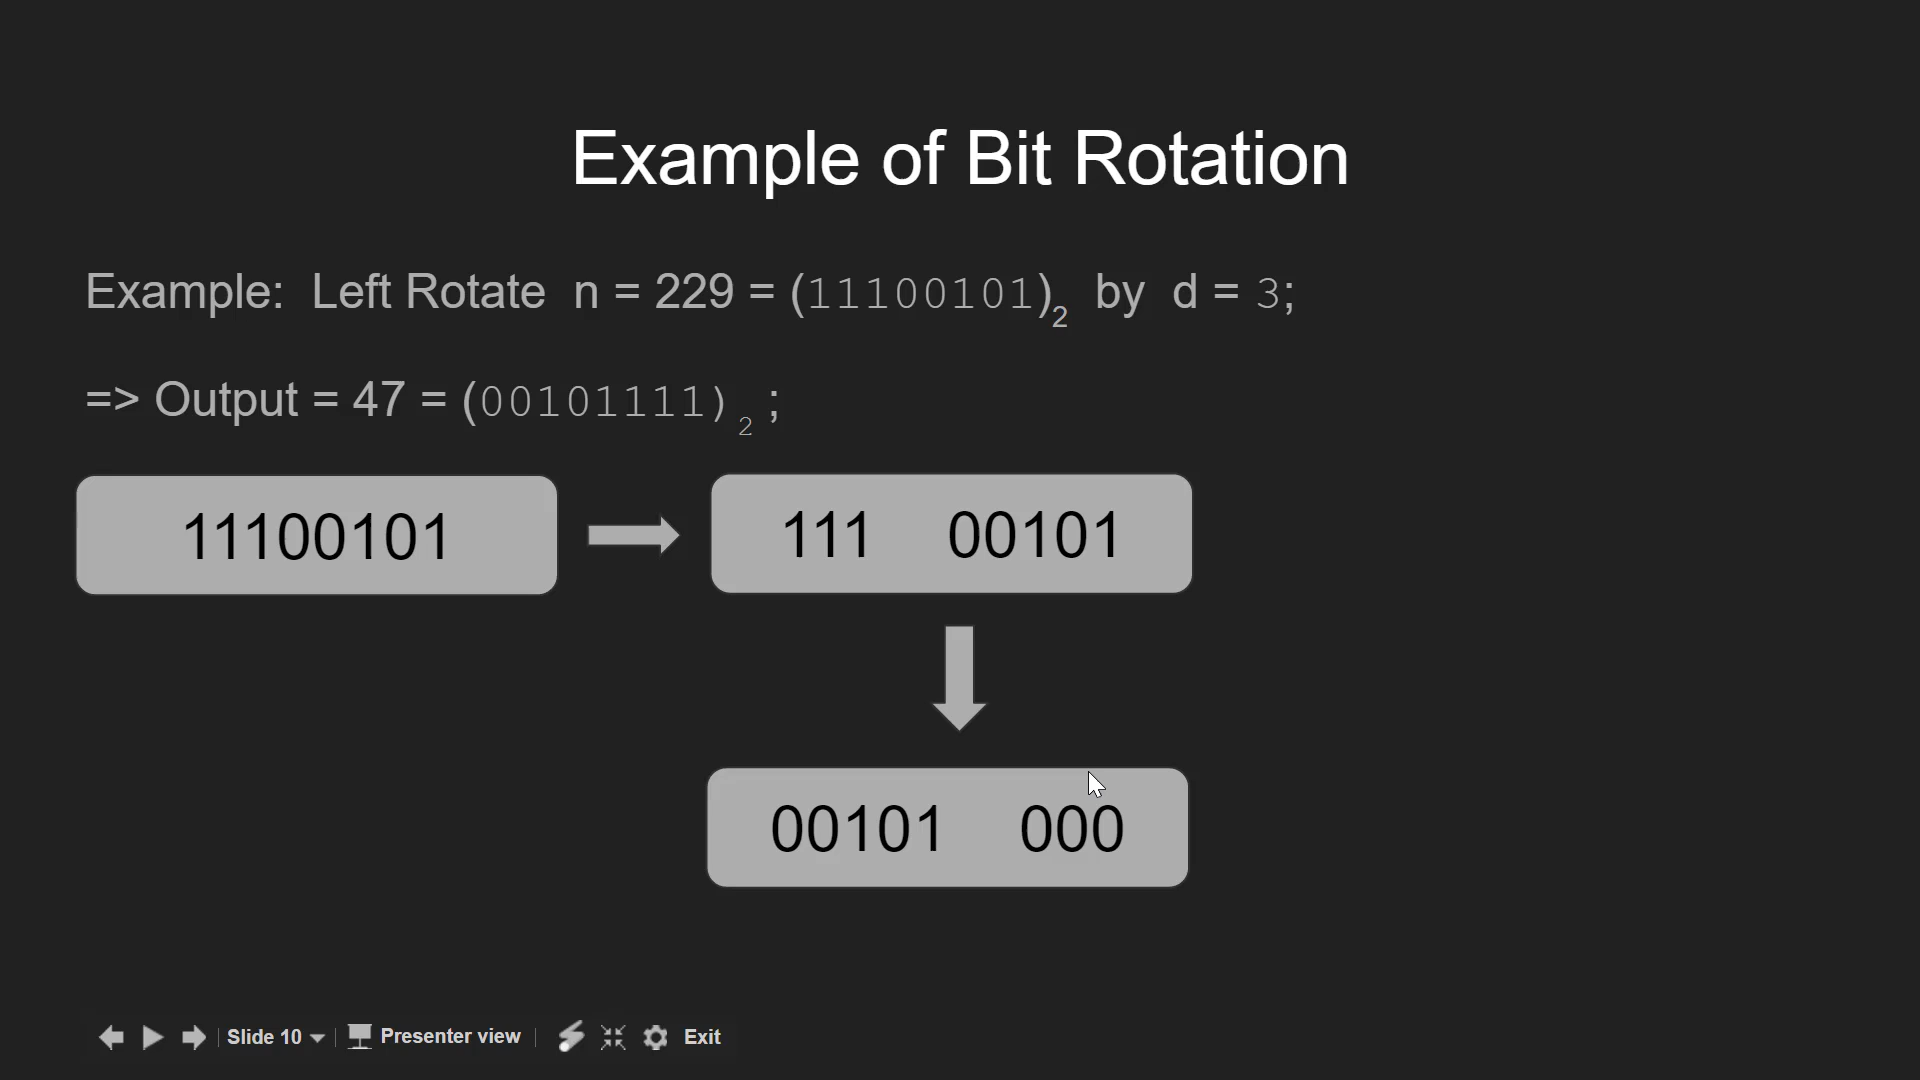 Example of Bit Rotation
Example: Left Rotate n = 229 = (11100101)₂ by d = 3;
=> Output = 47 = (00101111)₂ ;
11100101
111 00101
00101 000
Slide 10 Presenter view Exit